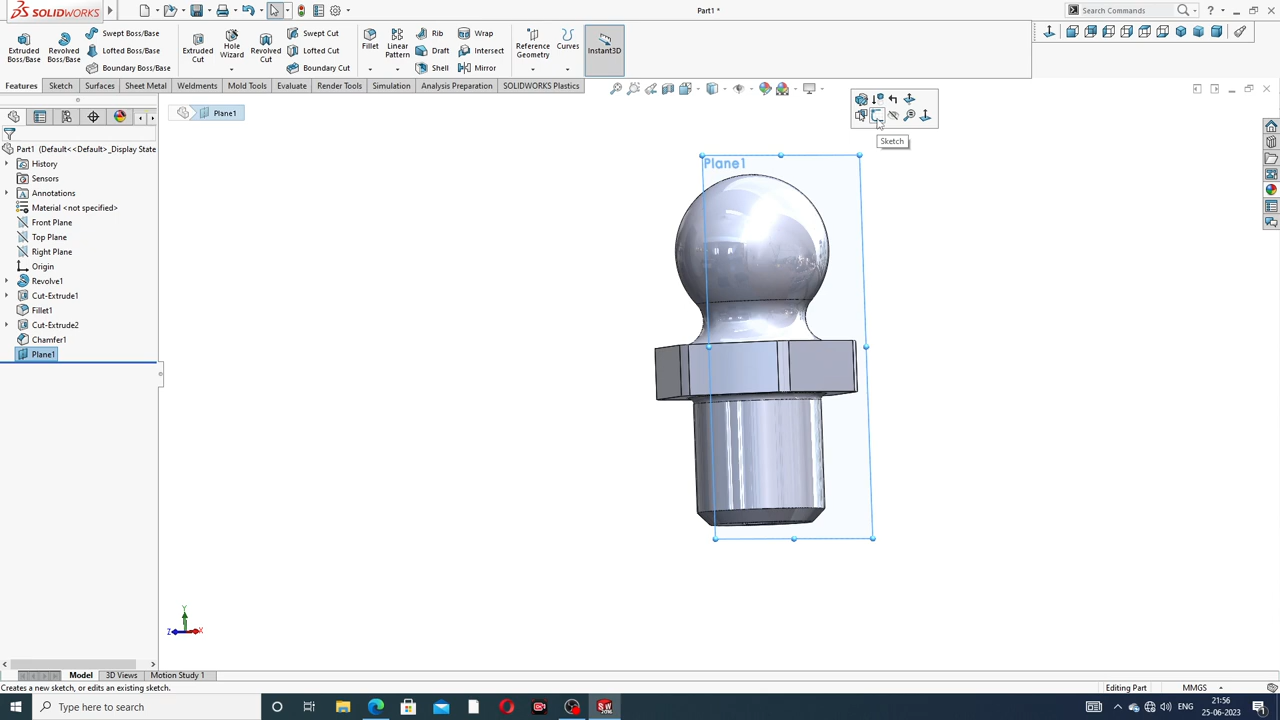 SOLIDWORKS
Part1 *
Search Commands
Extruded Boss/Base
Revolved Boss/Base
Swept Boss/Base
Lofted Boss/Base
Boundary Boss/Base
Extruded Cut
Hole Wizard
Revolved Cut
Swept Cut
Lofted Cut
Boundary Cut
Fillet
Linear Pattern
Rib
Draft
Shell
Wrap
Intersect
Mirror
Reference Geometry
Curves
Instant3D
Features
Sketch
Surfaces
Sheet Metal
Weldments
Mold Tools
Evaluate
Render Tools
Simulation
Analysis Preparation
SOLIDWORKS Plastics
Plane1
Sketch
Part1 (Default<<Default>_Display State
History
Sensors
Annotations
Material <not specified>
Front Plane
Top Plane
Right Plane
Origin
Revolve1
Cut-Extrude1
Fillet1
Cut-Extrude2
Chamfer1
Plane1
Plane1
Y
Z
X
Model
3D Views
Motion Study 1
Creates a new sketch, or edits an existing sketch.
Editing Part
MMGS
Type here to search
ENG
21:56
25-06-2023